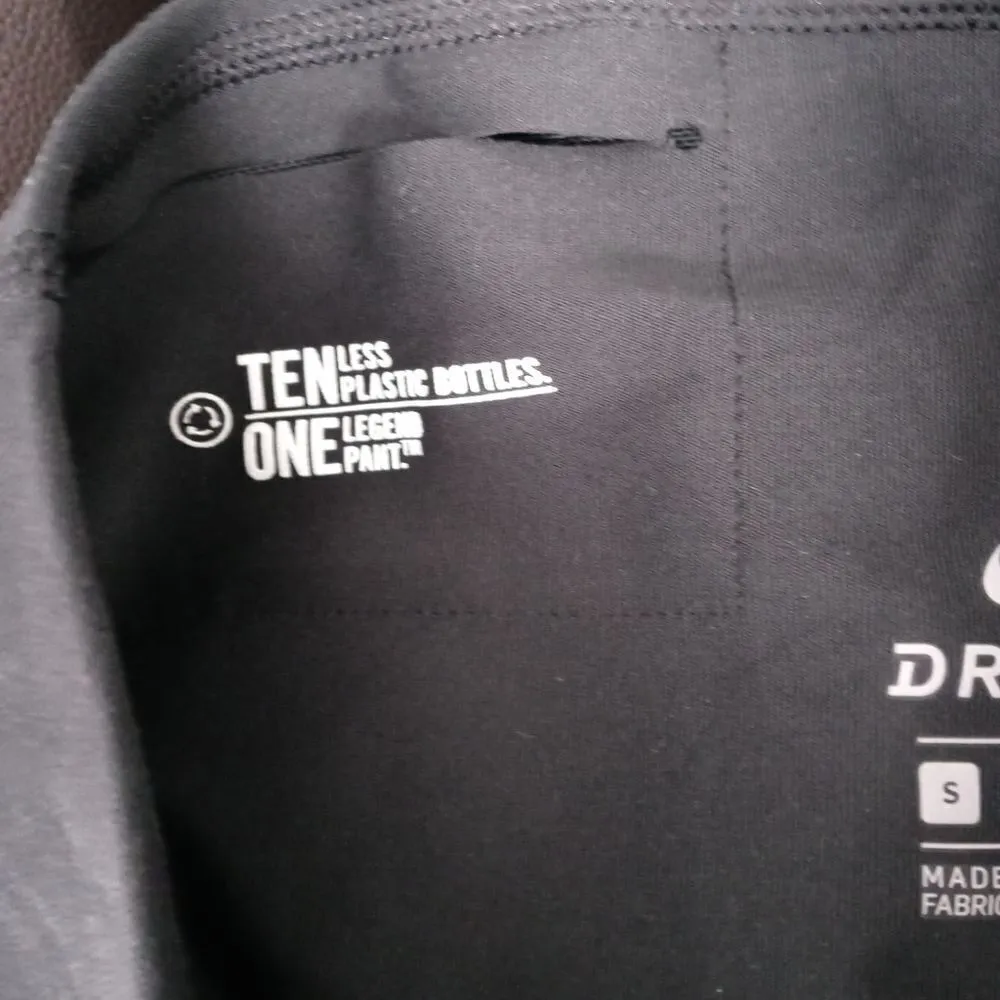 TEN LESS
PLASTIC BOTTLES.
ONE LEGEND
PANT.™
DR
S
MADE
FABRIC